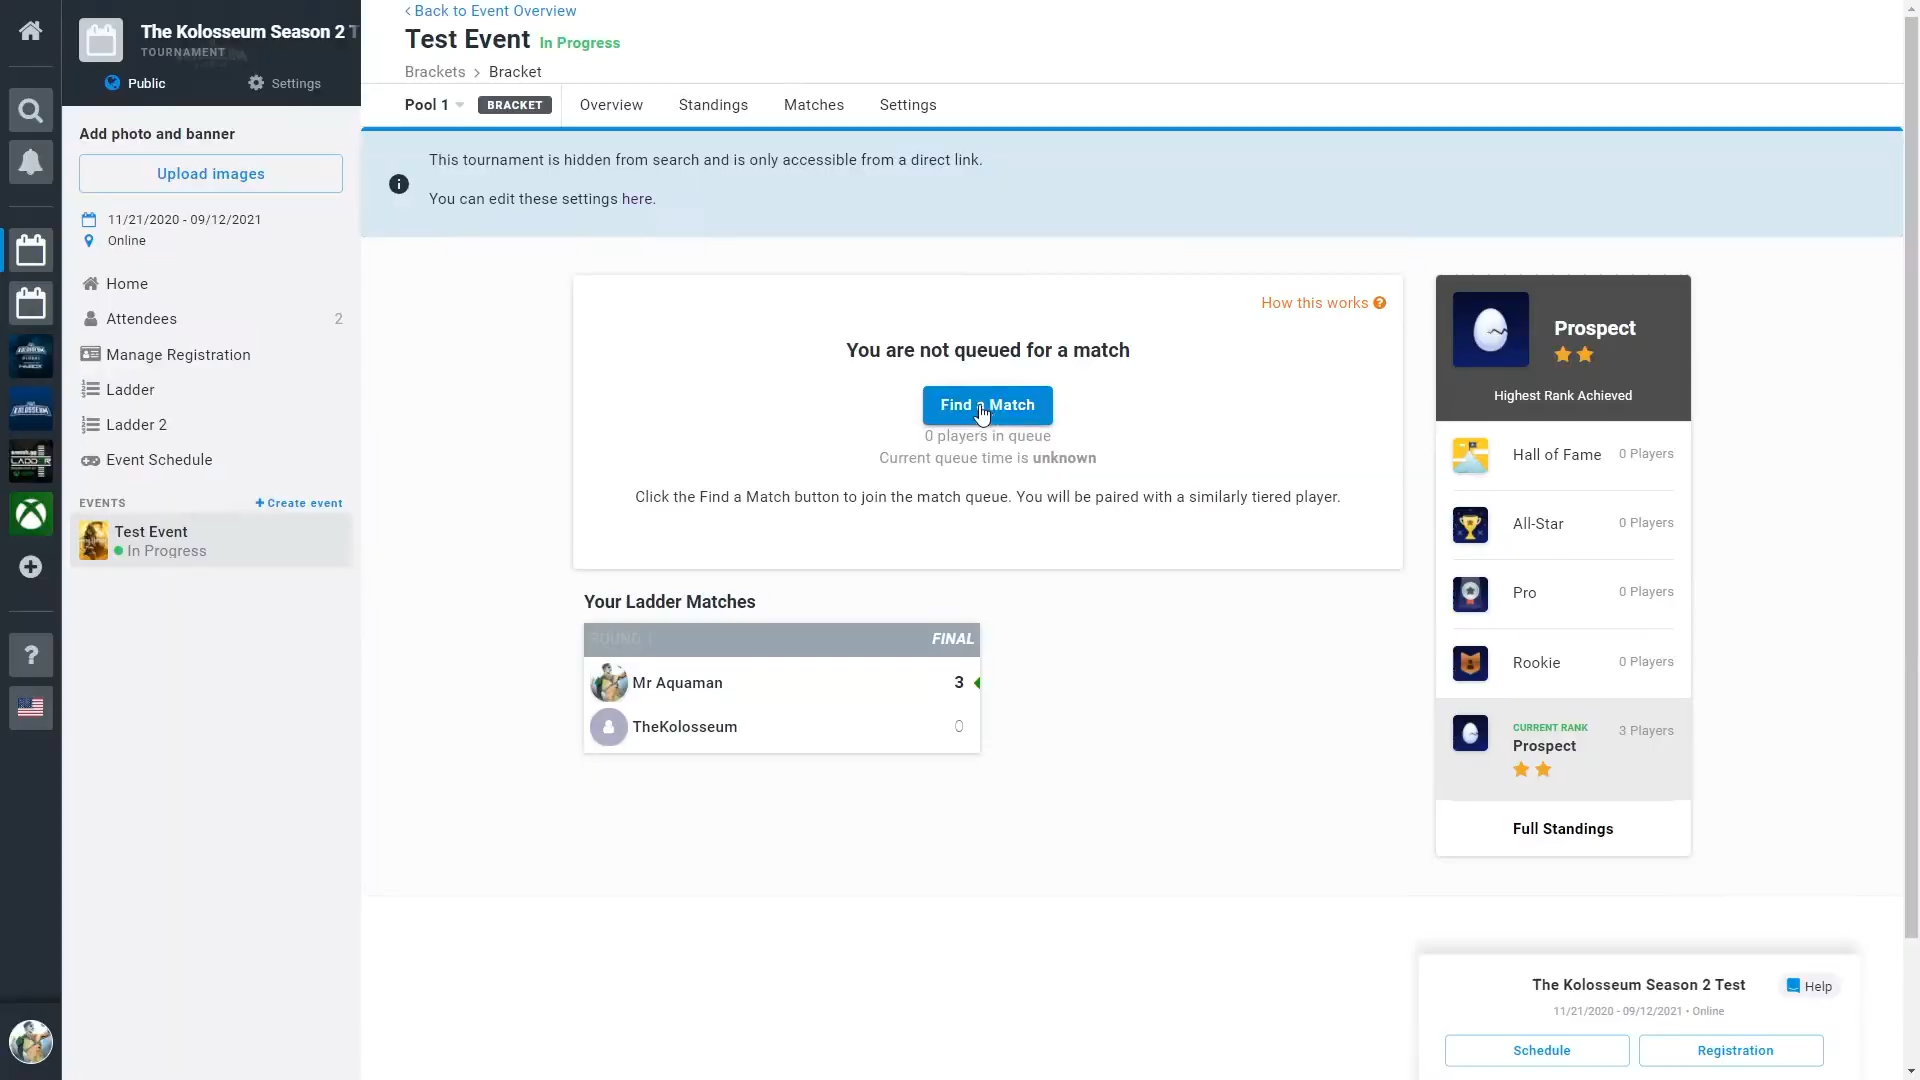 The Kolosseum Season 2 T
TOURNAMENT
Public
Settings
Add photo and banner
Upload images
11/21/2020 - 09/12/2021
Online
Home
Attendees 2
Manage Registration
Ladder
Ladder 2
Event Schedule
EVENTS
+ Create event
Test Event
In Progress
?
‹ Back to Event Overview
Test Event In Progress
Brackets > Bracket
Pool 1 BRACKET Overview Standings Matches Settings
This tournament is hidden from search and is only accessible from a direct link.
You can edit these settings here.
How this works ?
You are not queued for a match
Find a Match
0 players in queue
Current queue time is unknown
Click the Find a Match button to join the match queue. You will be paired with a similarly tiered player.
Your Ladder Matches
ROUND 1 FINAL
Mr Aquaman 3
TheKolosseum 0
Prospect
Highest Rank Achieved
Hall of Fame 0 Players
All-Star 0 Players
Pro 0 Players
Rookie 0 Players
CURRENT RANK
Prospect 3 Players
Full Standings
The Kolosseum Season 2 Test
Help
11/21/2020 - 09/12/2021 • Online
Schedule
Registration